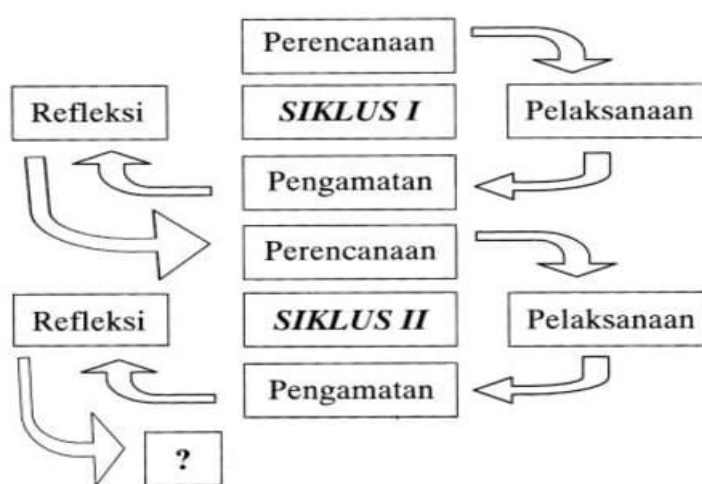 Perencanaan
Refleksi
SIKLUS I
Pelaksanaan
Pengamatan
Perencanaan
Refleksi
SIKLUS II
Pelaksanaan
Pengamatan
?